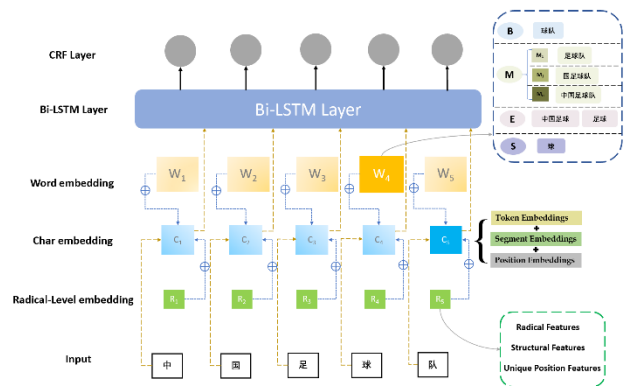 CRF Layer
Bi-LSTM Layer
Bi-LSTM Layer
Word embedding
W1 W2 W3 W4 W5
Char embedding
C1 C2 C3 C4 C5
Radical-Level embedding
R1 R2 R3 R4 R5
Input
中 国 足 球 队
B 球队
M
足球队
国足球队
中国足球队
E 中国足球 足球
S 球
Token Embeddings
+
Segment Embeddings
+
Position Embeddings
Radical Features
Structural Features
Unique Position Features